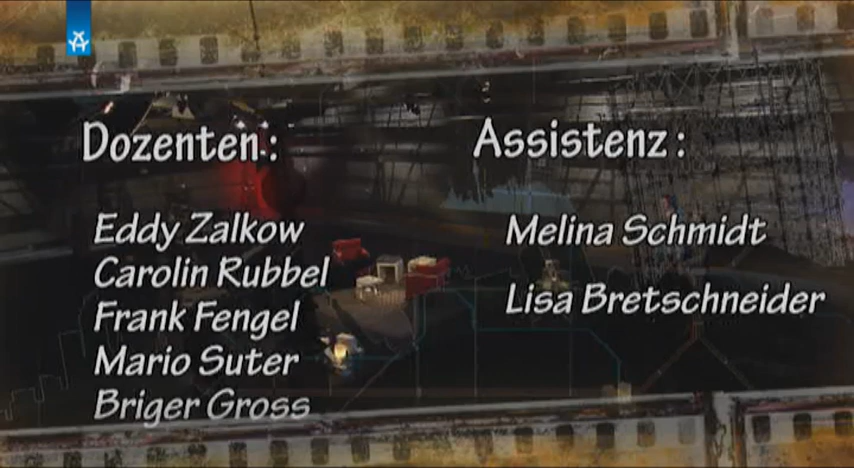 Dozenten:
Eddy Zalkow
Carolin Rubbel
Frank Fengel
Mario Suter
Briger Gross
Assistenz:
Melina Schmidt
Lisa Bretschneider